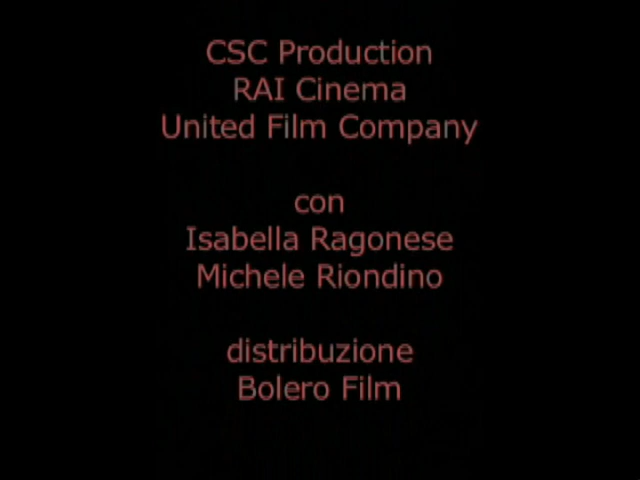 CSC Production
RAI Cinema
United Film Company
con
Isabella Ragonese
Michele Riondino
distribuzione
Bolero Film